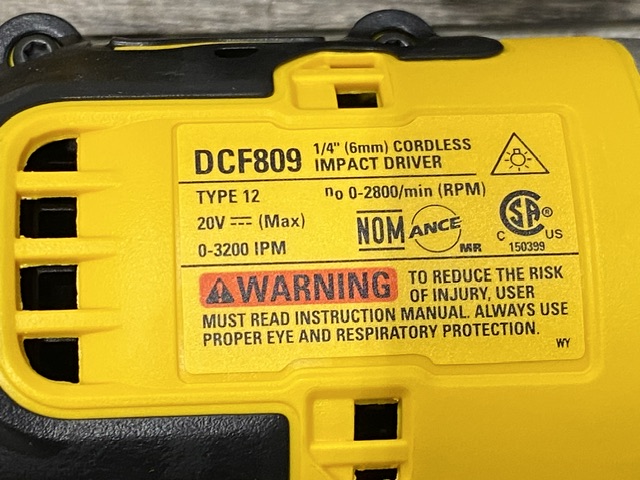 DCF809 1/4" (6mm) CORDLESS
IMPACT DRIVER
TYPE 12 no 0-2800/min (RPM)
20V ⎓ (Max)
0-3200 IPM
NOM ANCE MR
CSA ® C US
150399
WARNING TO REDUCE THE RISK
OF INJURY, USER
MUST READ INSTRUCTION MANUAL. ALWAYS USE
PROPER EYE AND RESPIRATORY PROTECTION.
WY